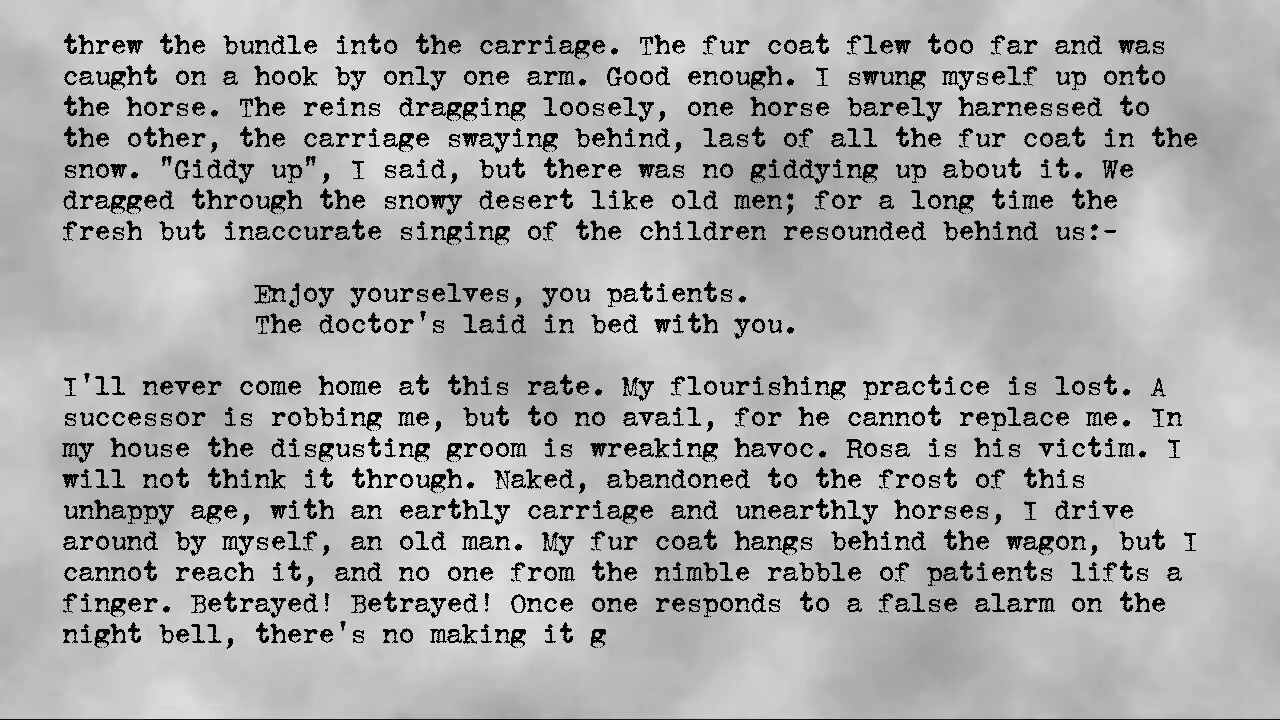 threw the bundle into the carriage. The fur coat flew too far and was
caught on a hook by only one arm. Good enough. I swung myself up onto
the horse. The reins dragging loosely, one horse barely harnessed to
the other, the carriage swaying behind, last of all the fur coat in the
snow. "Giddy up", I said, but there was no giddying up about it. We
dragged through the snowy desert like old men; for a long time the
fresh but inaccurate singing of the children resounded behind us:-
Enjoy yourselves, you patients.
The doctor's laid in bed with you.
I'll never come home at this rate. My flourishing practice is lost. A
successor is robbing me, but to no avail, for he cannot replace me. In
my house the disgusting groom is wreaking havoc. Rosa is his victim. I
will not think it through. Naked, abandoned to the frost of this
unhappy age, with an earthly carriage and unearthly horses, I drive
around by myself, an old man. My fur coat hangs behind the wagon, but I
cannot reach it, and no one from the nimble rabble of patients lifts a
finger. Betrayed! Betrayed! Once one responds to a false alarm on the
night bell, there's no making it g